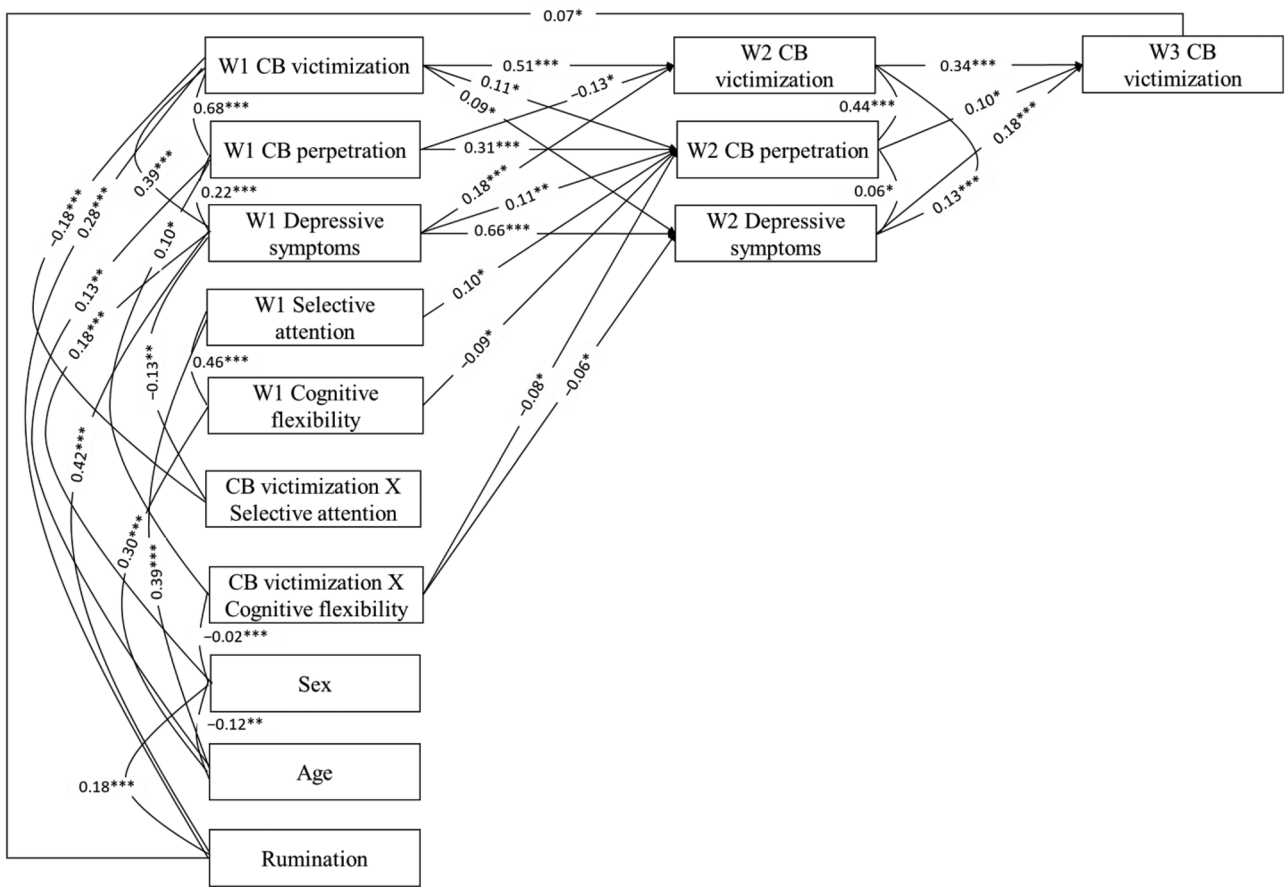 0.07*
W1 CB victimization
W2 CB
victimization
W3 CB
victimization
0.51***
0.11*
0.09*
−0.13*
0.34***
0.10*
0.18***
0.68***
0.44***
W1 CB perpetration
0.31***
W2 CB perpetration
0.39***
0.22***
0.18***
0.11**
0.06*
0.13***
W1 Depressive
symptoms
0.66***
W2 Depressive
symptoms
−0.18***
0.28***
0.10*
0.13**
0.18***
W1 Selective
attention
0.10*
−0.13**
0.46***
−0.09*
W1 Cognitive
flexibility
−0.08*
−0.06*
0.42***
CB victimization X
Selective attention
0.30***
0.39***
CB victimization X
Cognitive flexibility
−0.02***
Sex
−0.12**
Age
0.18***
Rumination